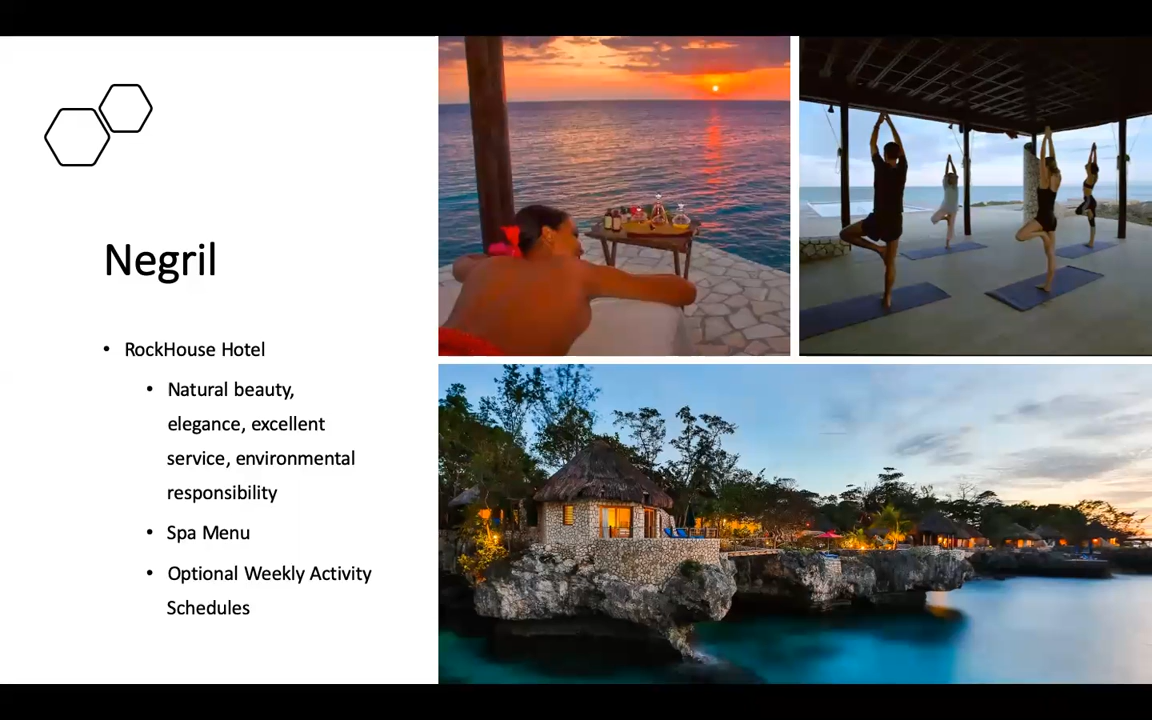 Negril
• RockHouse Hotel
• Natural beauty,
elegance, excellent
service, environmental
responsibility
• Spa Menu
• Optional Weekly Activity
Schedules